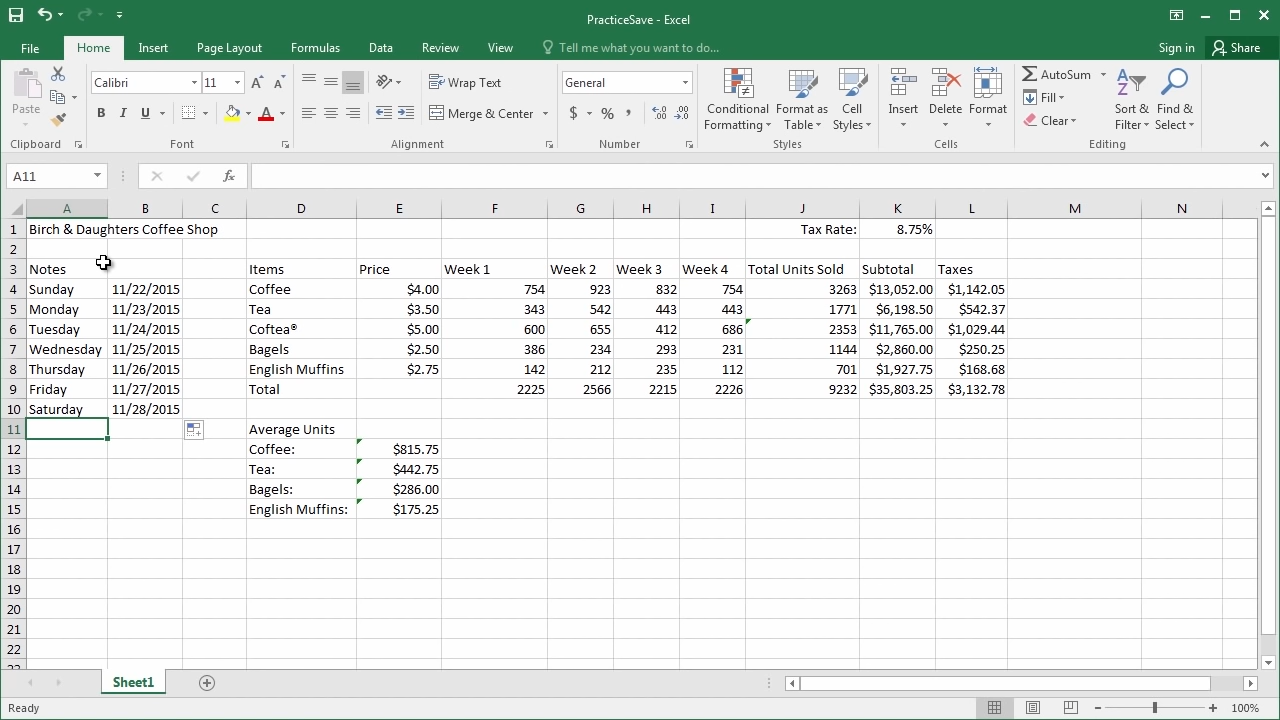 PracticeSave - Excel
File Home Insert Page Layout Formulas Data Review View Tell me what you want to do... Sign in Share
Calibri 11 Wrap Text General AutoSum
Paste B I U A Merge & Center $ % Conditional Formatting Format as Table Cell Styles Insert Delete Format Fill Sort & Filter Find & Select
Clear
Clipboard Font Alignment Number Styles Cells Editing
A11 fx
A B C D E F G H I J K L M N
1 Birch & Daughters Coffee Shop Tax Rate: 8.75%
2
3 Notes Items Price Week 1 Week 2 Week 3 Week 4 Total Units Sold Subtotal Taxes
4 Sunday 11/22/2015 Coffee $4.00 754 923 832 754 3263 $13,052.00 $1,142.05
5 Monday 11/23/2015 Tea $3.50 343 542 443 443 1771 $6,198.50 $542.37
6 Tuesday 11/24/2015 Coftea® $5.00 600 655 412 686 2353 $11,765.00 $1,029.44
7 Wednesday 11/25/2015 Bagels $2.50 386 234 293 231 1144 $2,860.00 $250.25
8 Thursday 11/26/2015 English Muffins $2.75 142 212 235 112 701 $1,927.75 $168.68
9 Friday 11/27/2015 Total 2225 2566 2215 2226 9232 $35,803.25 $3,132.78
10 Saturday 11/28/2015
11 Average Units
12 Coffee: $815.75
13 Tea: $442.75
14 Bagels: $286.00
15 English Muffins: $175.25
16
17
18
19
20
21
22
23
Sheet1
Ready 100%